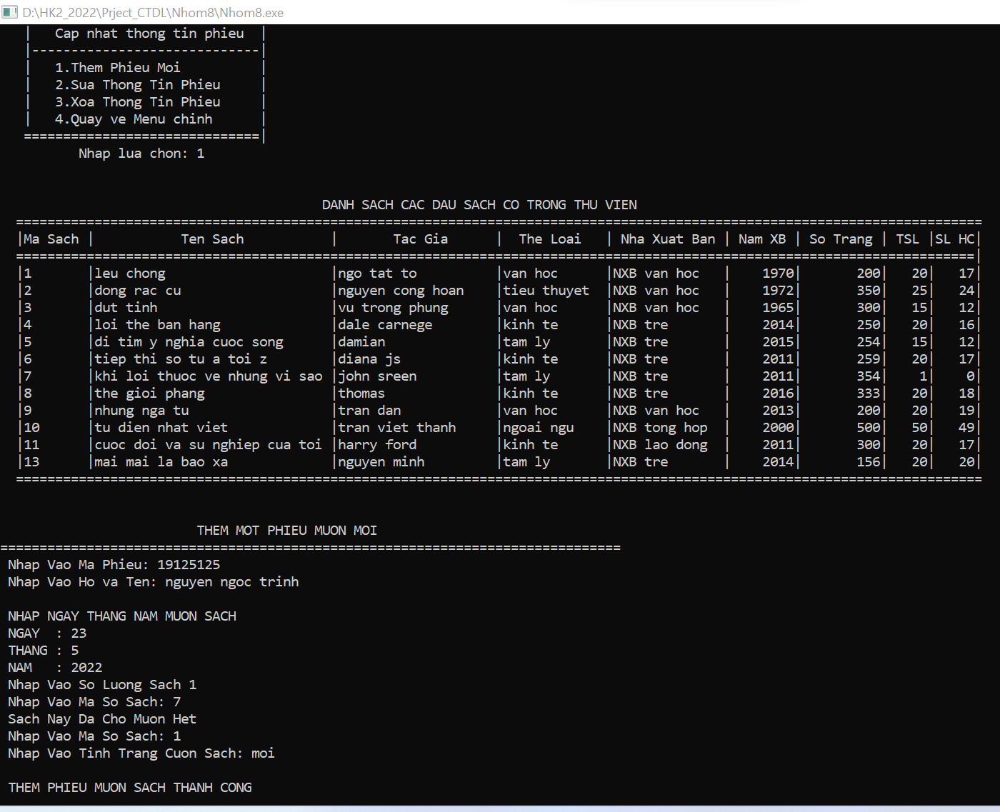 D:\HK2_2022\Prject_CTDL\Nhom8\Nhom8.exe
|   Cap nhat thong tin phieu  |
|-----------------------------|
|   1.Them Phieu Moi          |
|   2.Sua Thong Tin Phieu     |
|   3.Xoa Thong Tin Phieu     |
|   4.Quay ve Menu chinh      |
==============================|
Nhap lua chon: 1
DANH SACH CAC DAU SACH CO TRONG THU VIEN
===========================================================================================================================
|Ma Sach |           Ten Sach           |       Tac Gia      |  The Loai   | Nha Xuat Ban | Nam XB | So Trang | TSL |SL HC|
==========================================================================================================================|
|1       |leu chong                     |ngo tat to          |van hoc      |NXB van hoc   |    1970|       200|   20|   17|
|2       |dong rac cu                   |nguyen cong hoan    |tieu thuyet  |NXB van hoc   |    1972|       350|   25|   24|
|3       |dut tinh                      |vu trong phung      |van hoc      |NXB van hoc   |    1965|       300|   15|   12|
|4       |loi the ban hang              |dale carnege        |kinh te      |NXB tre       |    2014|       250|   20|   16|
|5       |di tim y nghia cuoc song      |damian              |tam ly       |NXB tre       |    2015|       254|   15|   12|
|6       |tiep thi so tu a toi z        |diana js            |kinh te      |NXB tre       |    2011|       259|   20|   17|
|7       |khi loi thuoc ve nhung vi sao |john sreen          |tam ly       |NXB tre       |    2011|       354|    1|    0|
|8       |the gioi phang                |thomas              |kinh te      |NXB tre       |    2016|       333|   20|   18|
|9       |nhung nga tu                  |tran dan            |van hoc      |NXB van hoc   |    2013|       200|   20|   19|
|10      |tu dien nhat viet             |tran viet thanh     |ngoai ngu    |NXB tong hop  |    2000|       500|   50|   49|
|11      |cuoc doi va su nghiep cua toi |harry ford          |kinh te      |NXB lao dong  |    2011|       300|   20|   17|
|13      |mai mai la bao xa             |nguyen minh         |tam ly       |NXB tre       |    2014|       156|   20|   20|
===========================================================================================================================
THEM MOT PHIEU MUON MOI
===============================================================================
Nhap Vao Ma Phieu: 19125125
Nhap Vao Ho va Ten: nguyen ngoc trinh
NHAP NGAY THANG NAM MUON SACH
NGAY  : 23
THANG : 5
NAM   : 2022
Nhap Vao So Luong Sach 1
Nhap Vao Ma So Sach: 7
Sach Nay Da Cho Muon Het
Nhap Vao Ma So Sach: 1
Nhap Vao Tinh Trang Cuon Sach: moi
THEM PHIEU MUON SACH THANH CONG